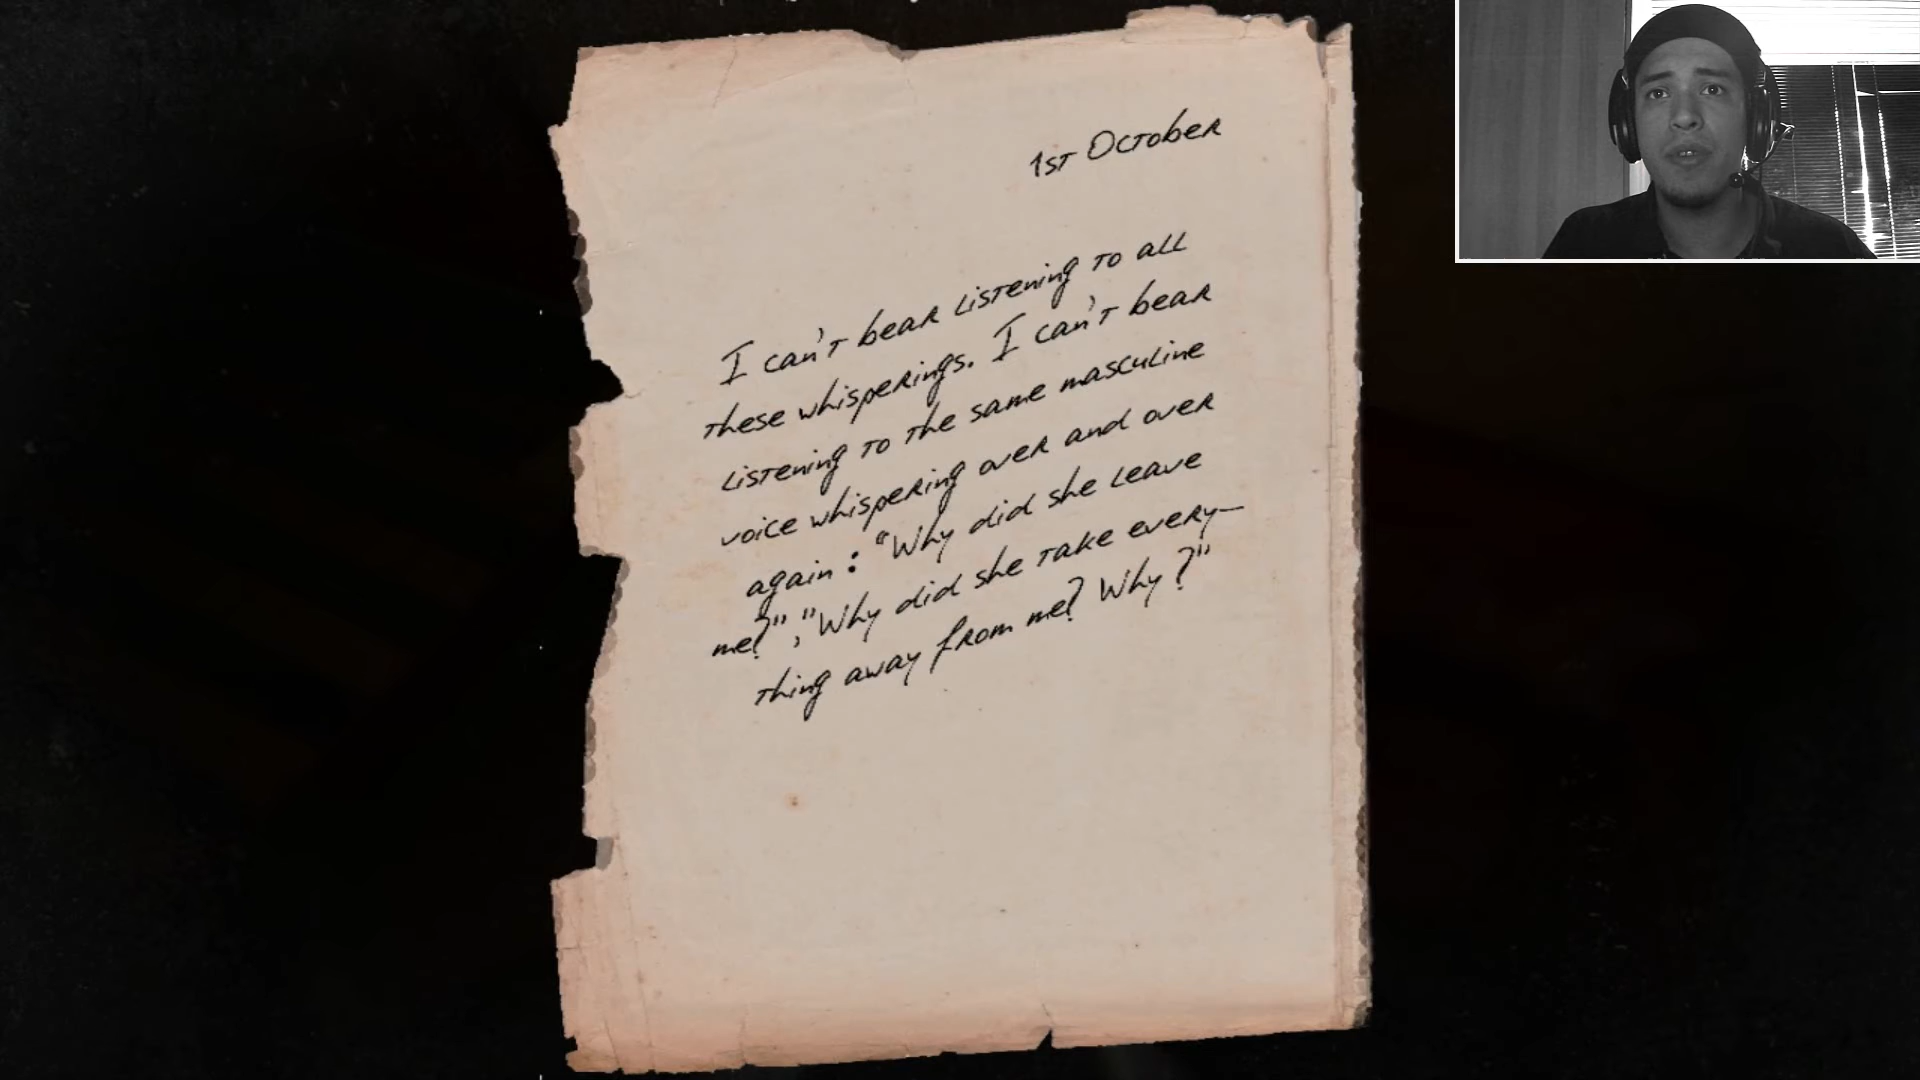 1st October
I can't bear listening to all
these whisperings. I can't bear
listening to the same masculine
voice whispering over and over
again: "Why did she leave
me?", "Why did she take every-
thing away from me? Why?"